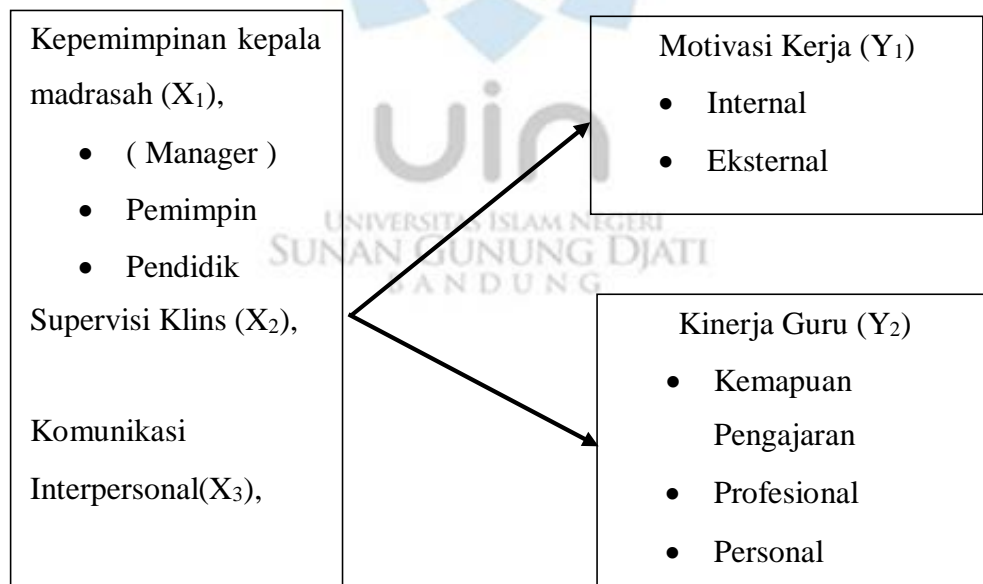 Kepemimpinan kepala
madrasah (X₁),
• ( Manager )
• Pemimpin
• Pendidik
Supervisi Klins (X₂),
Komunikasi
Interpersonal(X₃),
Motivasi Kerja (Y₁)
• Internal
• Eksternal
uin
UNIVERSITAS ISLAM NEGERI
SUNAN GUNUNG DJATI
BANDUNG
Kinerja Guru (Y₂)
• Kemapuan
Pengajaran
• Profesional
• Personal